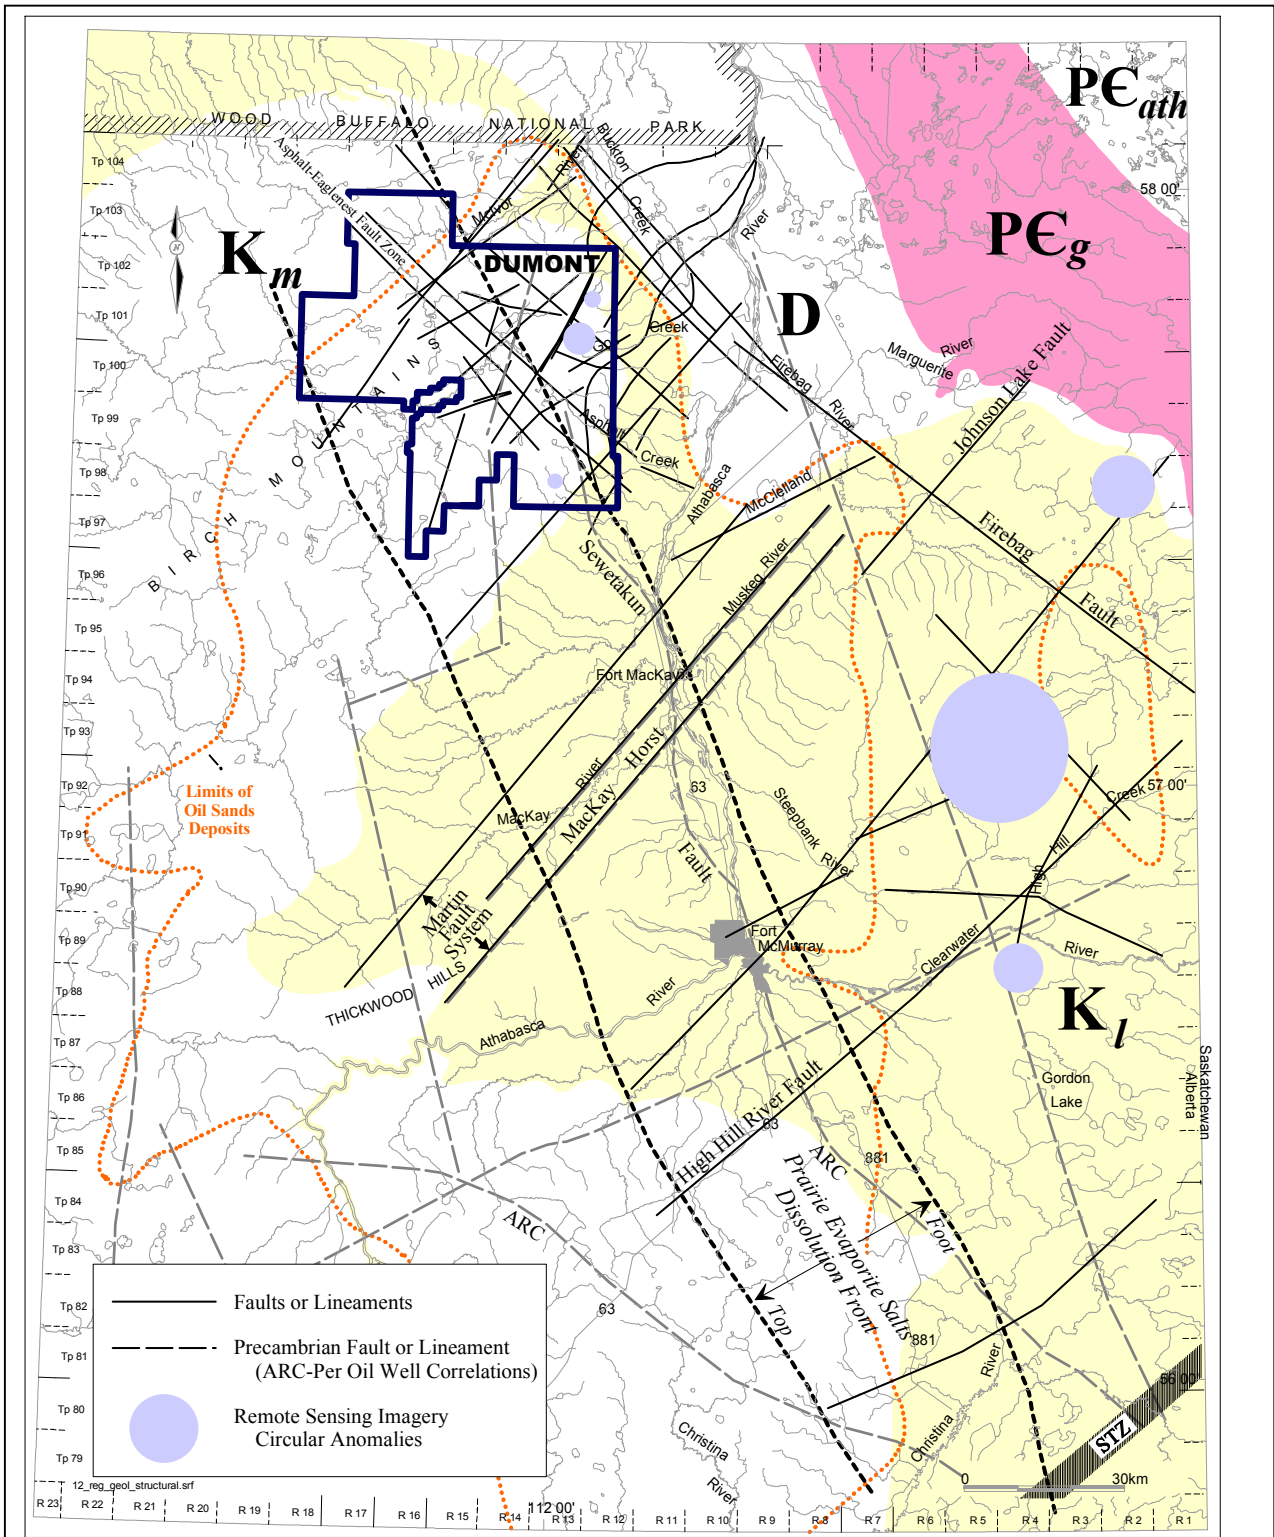 PЄath
WOOD BUFFALO NATIONAL PARK
Tp 104
Tp 103
Tp 102
Tp 101
Tp 100
Tp 99
Tp 98
Tp 97
Tp 96
Tp 95
Tp 94
Tp 93
Tp 92
Tp 91
Tp 90
Tp 89
Tp 88
Tp 87
Tp 86
Tp 85
Tp 84
Tp 83
Tp 82
Tp 81
Tp 80
Tp 79
58 00'
57 00'
56 00'
112 00'
N
Asphalt-Eaglenest Fault Zone
McIvor
River
Buckton
Creek
River
PЄg
Km
DUMONT
D
BIRCH MOUNTAINS
Creek
Asphalt
Creek
Firebag
River
Marguerite
River
Johnson Lake Fault
Athabasca
McClelland
Firebag
Fault
Sewetakun
Fault
Muskeg River
Fort MacKay
MacKay
River
MacKay Horst
63
Steepbank
River
Limits of
Oil Sands
Deposits
Martin
Fault
System
THICKWOOD HILLS
Fort
McMurray
Athabasca
River
Clearwater
River
High
Hill
Creek
Kl
Gordon
Lake
Saskatchewan
Alberta
High Hill River Fault
63
881
ARC
ARC
Prairie Evaporite Salts
Dissolution Front
Foot
Top
63
881
River
Christina
Christina
River
STZ
0 30km
Faults or Lineaments
Precambrian Fault or Lineament
(ARC-Per Oil Well Correlations)
Remote Sensing Imagery
Circular Anomalies
12_reg_geol_structural.srf
R 23 R 22 R 21 R 20 R 19 R 18 R 17 R 16 R 15 R 14 R 13 R 12 R 11 R 10 R 9 R 8 R 7 R 6 R 5 R 4 R 3 R 2 R 1